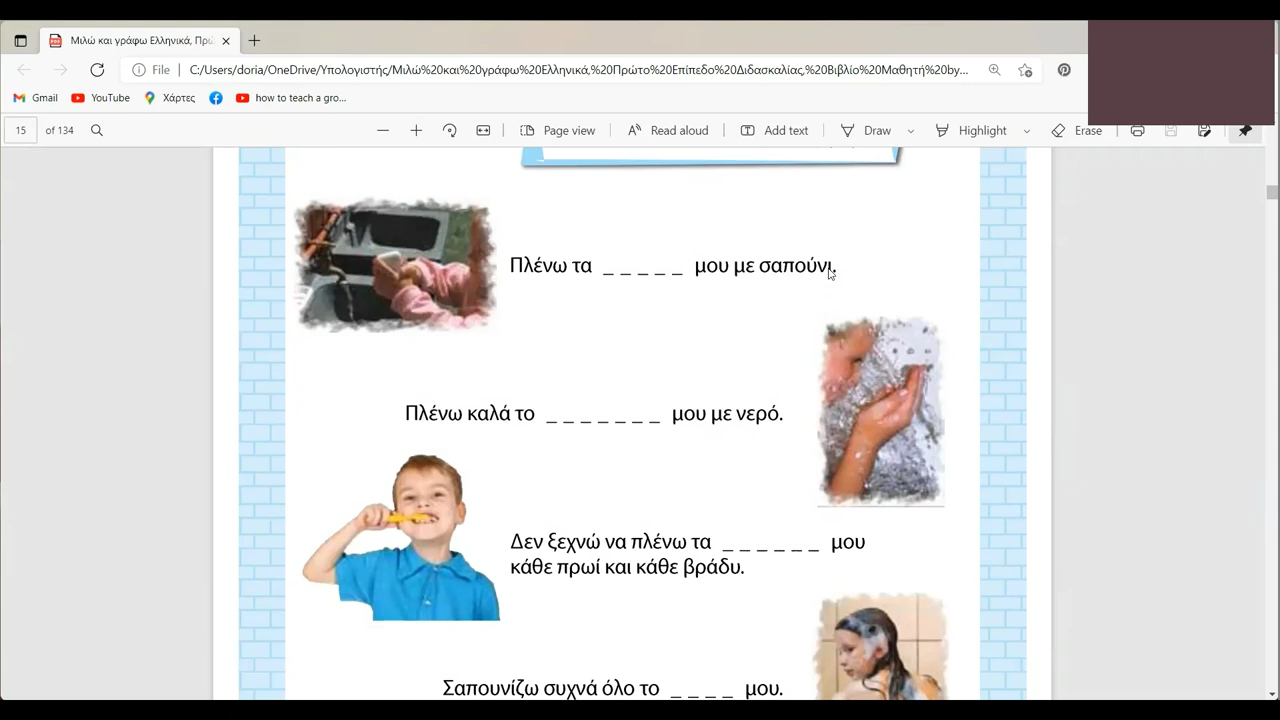 Μιλώ και γράφω Ελληνικά, Πρώ
File
C:/Users/doria/OneDrive/Υπολογιστής/Μιλώ%20και%20γράφω%20Ελληνικά,%20Πρώτο%20Επίπεδο%20Διδασκαλίας,%20Βιβλίο%20Μαθητή%20by...
Gmail YouTube Χάρτες how to teach a gro...
15 of 134 Page view Read aloud Add text Draw Highlight Erase
Πλένω τα _ _ _ _ _ μου με σαπούνι.
Πλένω καλά το _ _ _ _ _ _ _ μου με νερό.
Δεν ξεχνώ να πλένω τα _ _ _ _ _ _ μου
κάθε πρωί και κάθε βράδυ.
Σαπουνίζω συχνά όλο το _ _ _ _ μου.